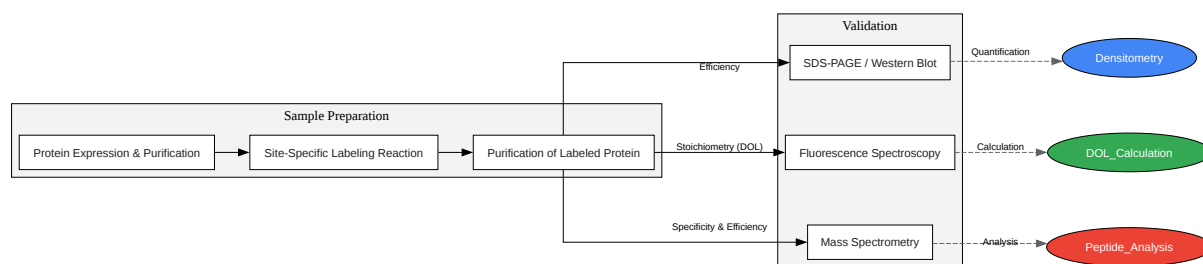 Validation
Efficiency
SDS-PAGE / Western Blot
Quantification
Densitometry
Sample Preparation
Protein Expression & Purification
Site-Specific Labeling Reaction
Purification of Labeled Protein
Stoichiometry (DOL)
Fluorescence Spectroscopy
Calculation
DOL_Calculation
Specificity & Efficiency
Mass Spectrometry
Analysis
Peptide_Analysis